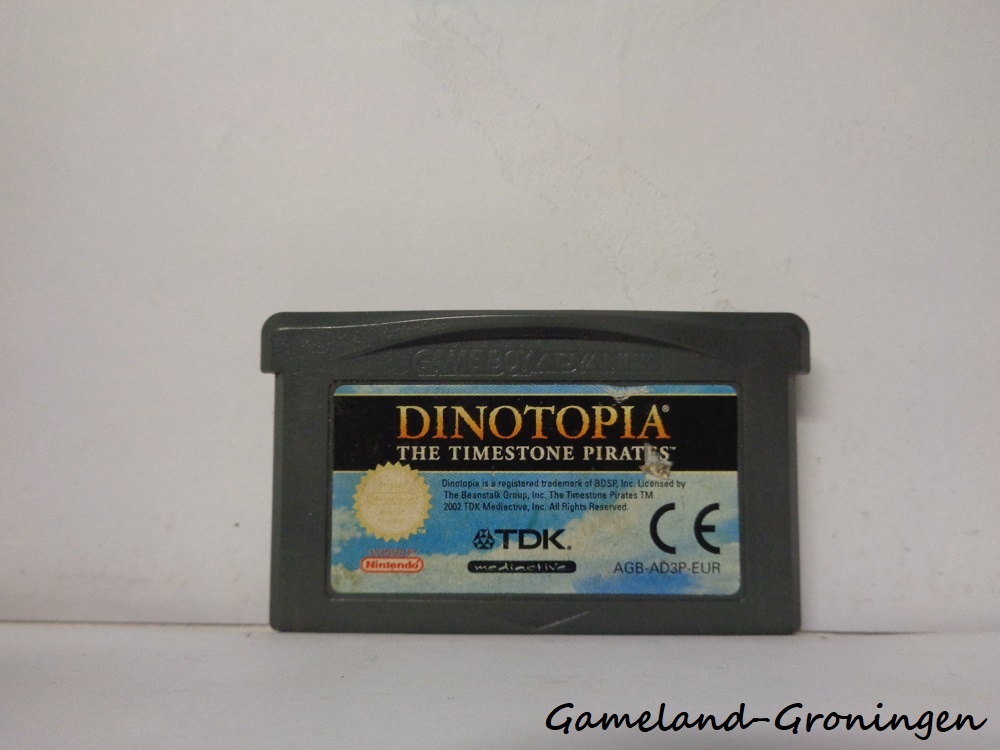 GAME BOY ADVANCE
DINOTOPIA®
THE TIMESTONE PIRATES™
Dinotopia is a registered trademark of BDSP, Inc. Licensed by
The Beanstalk Group, Inc. The Timestone Pirates TM
2002 TDK Mediactive, Inc. All Rights Reserved.
TDK®
mediactive
CE
Nintendo®
AGB-AD3P-EUR
Gameland-Groningen